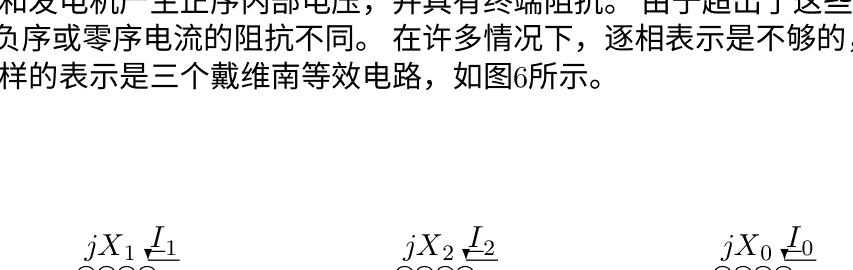 和发电机产生正序内部电压，并具有终端阻抗。 由于超出了这些
负序或零序电流的阻抗不同。 在许多情况下，逐相表示是不够的，
样的表示是三个戴维南等效电路，如图6所示。
jX1 I1 jX2 I2 jX0 I0